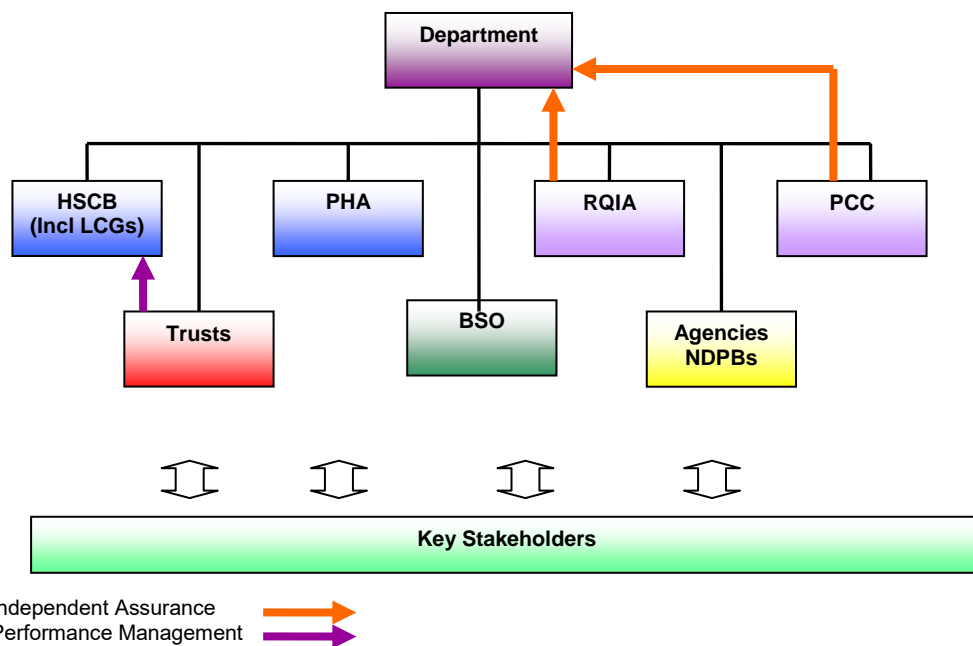 Department
HSCB
(Incl LCGs)
PHA
RQIA
PCC
Trusts
BSO
Agencies
NDPBs
Key Stakeholders
ndependent Assurance
Performance Management